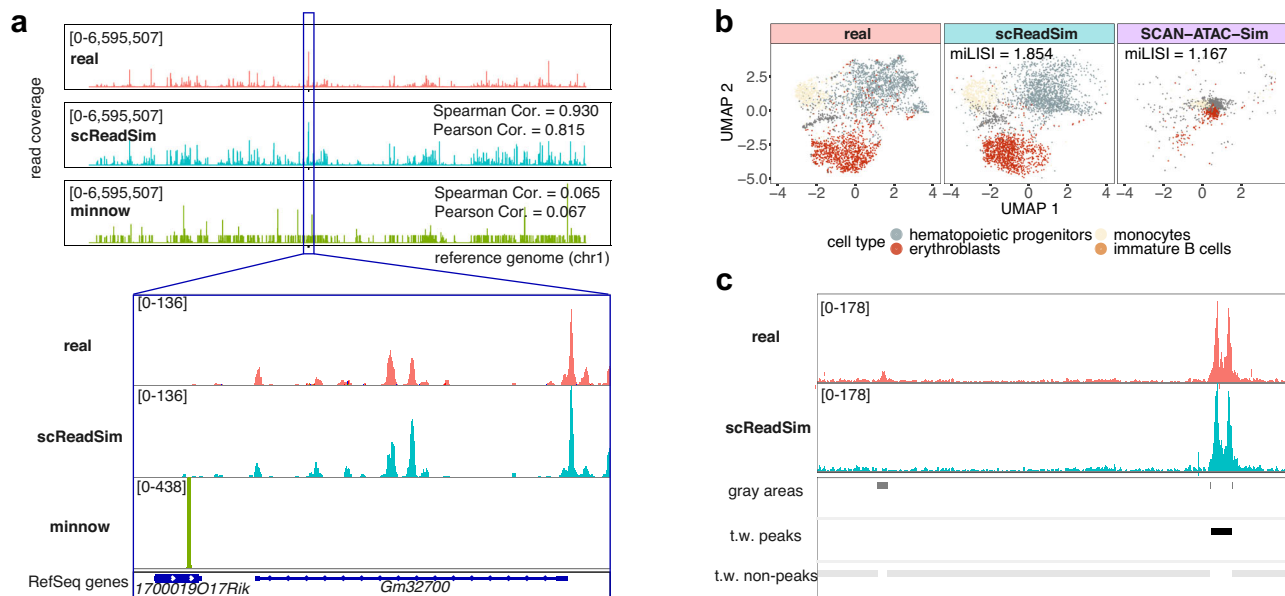 a
read coverage
[0-6,595,507]
real
[0-6,595,507]
scReadSim
Spearman Cor. = 0.930
Pearson Cor. = 0.815
[0-6,595,507]
minnow
Spearman Cor. = 0.065
Pearson Cor. = 0.067
reference genome (chr1)
[0-136]
real
[0-136]
scReadSim
[0-438]
minnow
RefSeq genes
1700019O17Rik
Gm32700
b
real
scReadSim
SCAN−ATAC−Sim
miLISI = 1.854
miLISI = 1.167
UMAP 2
2.5
0.0
−2.5
−5.0
−4 −2 0 2 4
−4 −2 0 2 4
−4 −2 0 2
UMAP 1
cell type
hematopoietic progenitors
monocytes
erythroblasts
immature B cells
c
[0-178]
real
[0-178]
scReadSim
gray areas
t.w. peaks
t.w. non-peaks